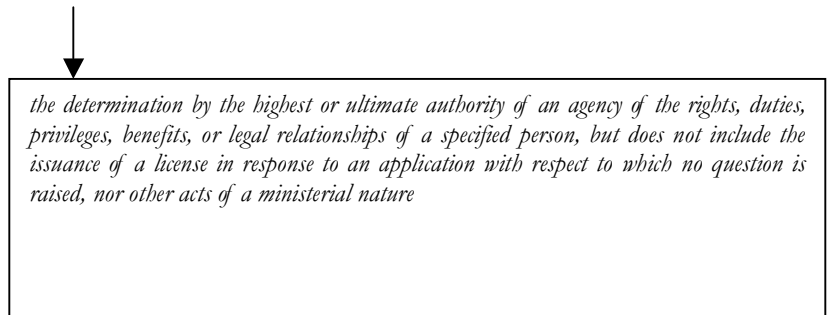 the determination by the highest or ultimate authority of an agency of the rights, duties,
privileges, benefits, or legal relationships of a specified person, but does not include the
issuance of a license in response to an application with respect to which no question is
raised, nor other acts of a ministerial nature